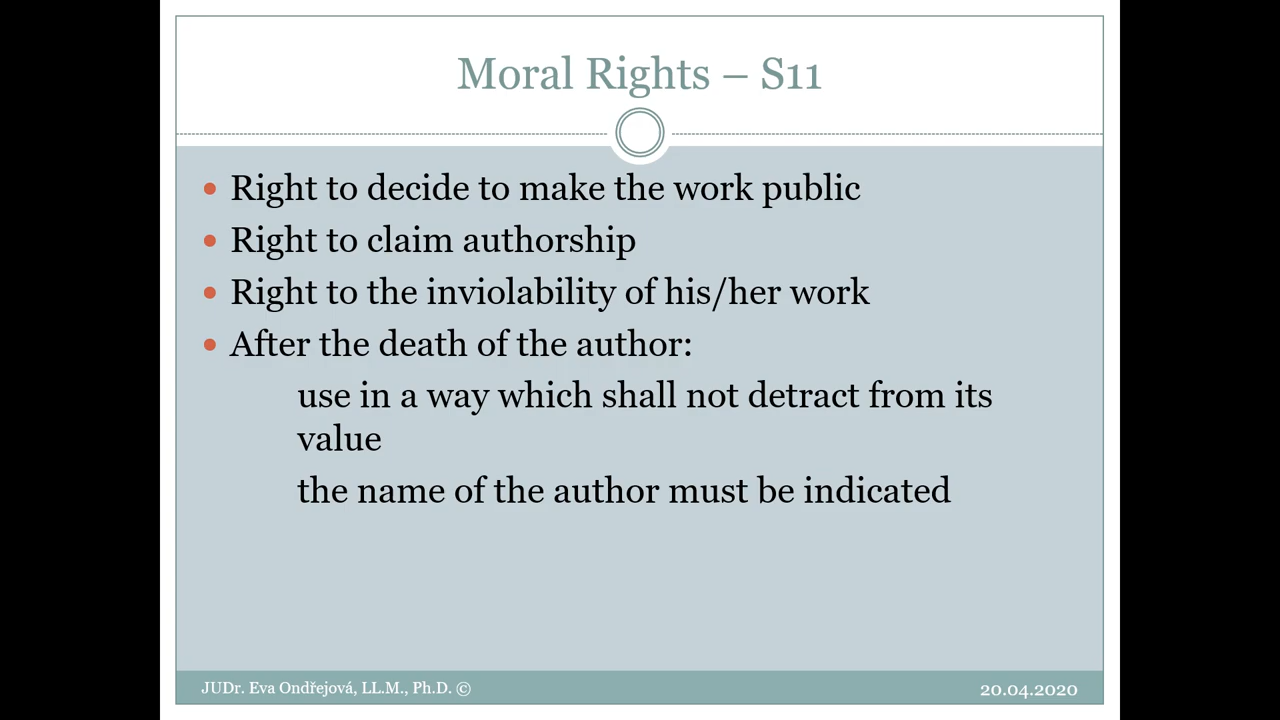 Moral Rights – S11
• Right to decide to make the work public
• Right to claim authorship
• Right to the inviolability of his/her work
• After the death of the author:
use in a way which shall not detract from its
value
the name of the author must be indicated
JUDr. Eva Ondřejová, LL.M., Ph.D. ©
20.04.2020